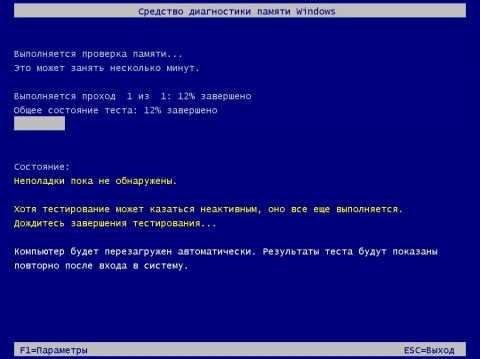 Средство диагностики памяти Windows
Выполняется проверка памяти...
Это может занять несколько минут.
Выполняется проход  1 из  1: 12% завершено
Общее состояние теста: 12% завершено
Состояние:
Неполадки пока не обнаружены.
Хотя тестирование может казаться неактивным, оно все еще выполняется.
Дождитесь завершения тестирования...
Компьютер будет перезагружен автоматически. Результаты теста будут показаны
повторно после входа в систему.
F1=Параметры ESC=Выход